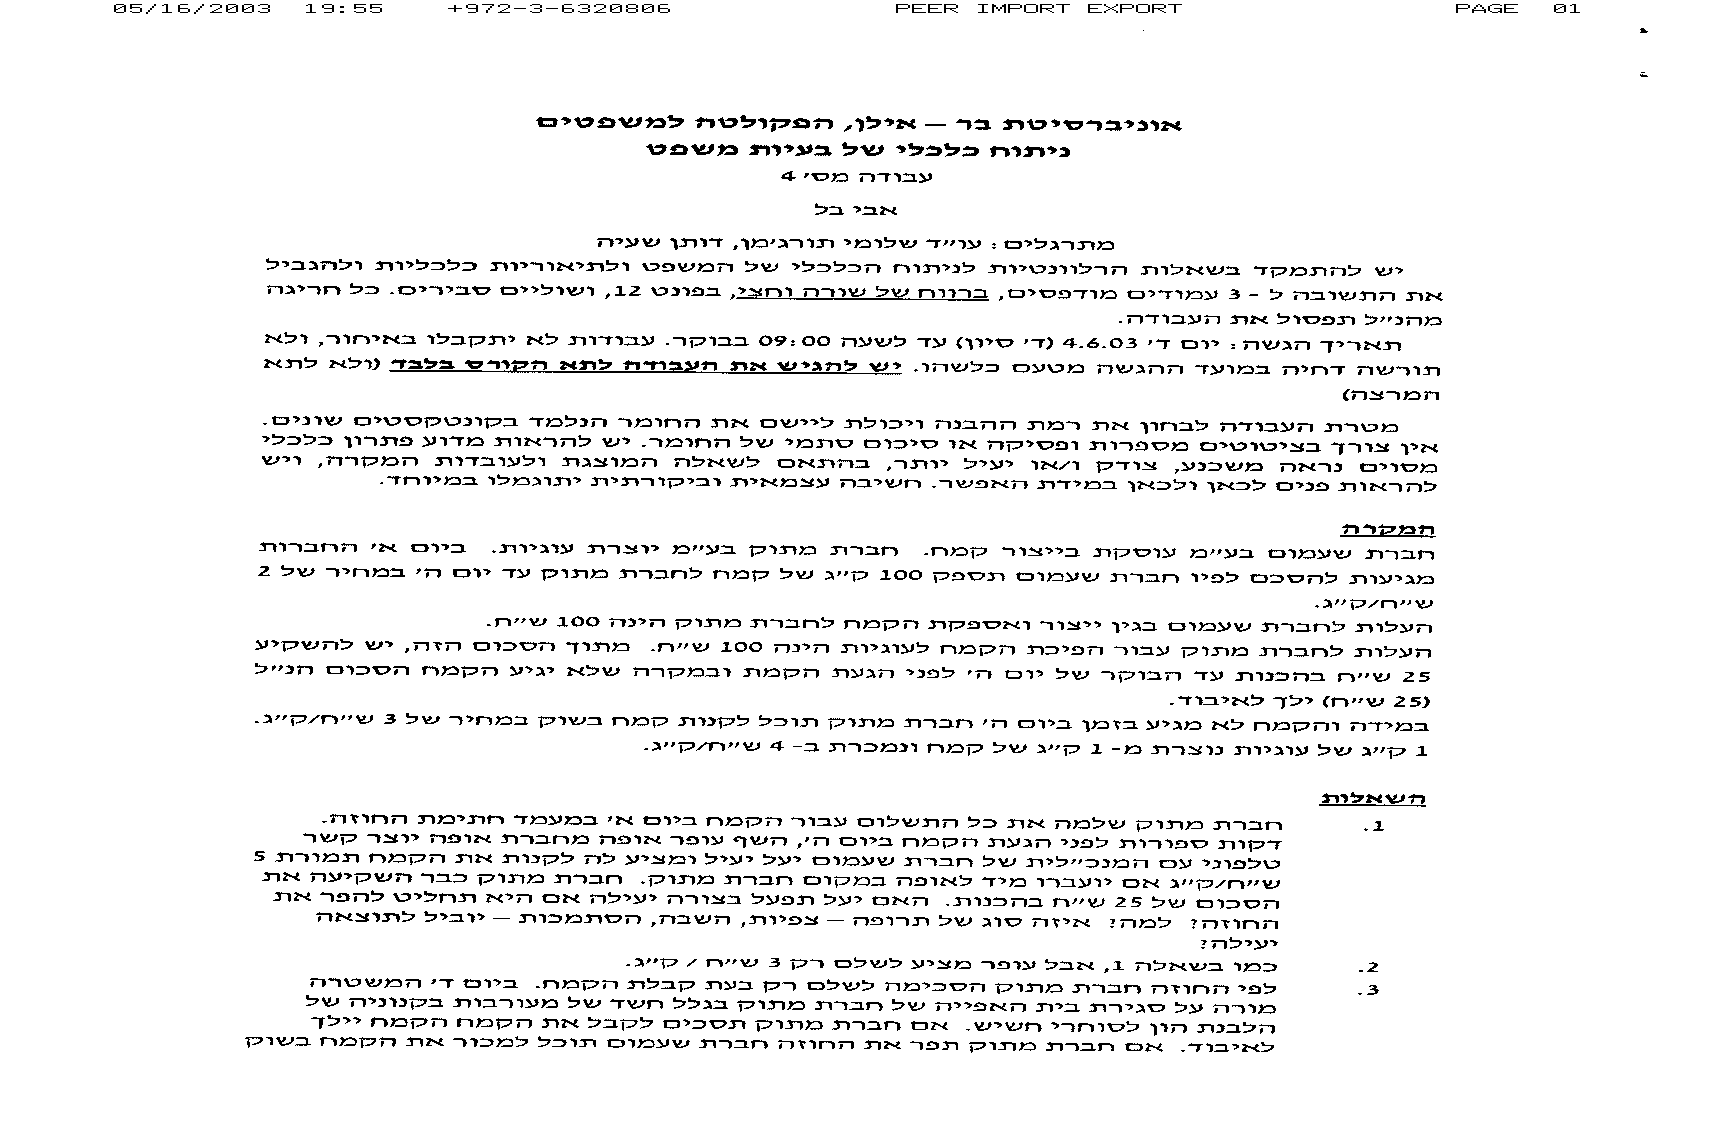 05/16/2003 19:55 +972-3-6320806 PEER IMPORT EXPORT PAGE 01
אוניברסיטת בר – אילן, הפקולטה למשפטים
ניתוח כלכלי של בעיות משפט
עבודה מס' 4
אבי בל
מתרגלים: עו״ד שלומי תורג'מן, דותן שעיה
יש להתמקד בשאלות הרלוונטיות לניתוח הכלכלי של המשפט ולתיאוריות כלכליות ולהגביל
את התשובה ל - 3 עמודים מודפסים, ברווח של שורה וחצי, בפונט 12, ושוליים סבירים. כל חריגה
מהנ״ל תפסול את העבודה.
תאריך הגשה: יום ד' 4.6.03 (ד' סיון) עד לשעה 09:00 בבוקר. עבודות לא יתקבלו באיחור, ולא
תורשה דחיה במועד ההגשה מטעם כלשהו. יש להגיש את העבודה לתא הקורס בלבד (ולא לתא
המרצה)
מטרת העבודה לבחון את רמת ההבנה ויכולת ליישם את החומר הנלמד בקונטקסטים שונים.
אין צורך בציטוטים מספרות ופסיקה או סיכום סתמי של החומר. יש להראות מדוע פתרון כלכלי
מסוים נראה משכנע, צודק ו/או יעיל יותר, בהתאם לשאלה המוצגת ולעובדות המקרה, ויש
להראות פנים לכאן ולכאן במידת האפשר. חשיבה עצמאית וביקורתית יתוגמלו במיוחד.
המקרה
חברת שעמום בע״מ עוסקת בייצור קמח. חברת מתוק בע״מ יוצרת עוגיות. ביום א' החברות
מגיעות להסכם לפיו חברת שעמום תספק 100 ק״ג של קמח לחברת מתוק עד יום ה' במחיר של 2
ש״ח/ק״ג.
העלות לחברת שעמום בגין ייצור ואספקת הקמח לחברת מתוק הינה 100 ש״ח.
העלות לחברת מתוק עבור הפיכת הקמח לעוגיות הינה 100 ש״ח. מתוך הסכום הזה, יש להשקיע
25 ש״ח בהכנות עד הבוקר של יום ה' לפני הגעת הקמח ובמקרה שלא יגיע הקמח הסכום הנ״ל
(25 ש״ח) ילך לאיבוד.
במידה והקמח לא מגיע בזמן ביום ה' חברת מתוק תוכל לקנות קמח בשוק במחיר של 3 ש״ח/ק״ג.
1 ק״ג של עוגיות נוצרת מ- 1 ק״ג של קמח ונמכרת ב- 4 ש״ח/ק״ג.
השאלות
1. חברת מתוק שלמה את כל התשלום עבור הקמח ביום א' במעמד חתימת החוזה.
דקות ספורות לפני הגעת הקמח ביום ה', השף עופר אופה מחברת אופה יוצר קשר
טלפוני עם המנכ״לית של חברת שעמום יעל יעיל ומציע לה לקנות את הקמח תמורת 5
ש״ח/ק״ג אם יועברו מיד לאופה במקום חברת מתוק. חברת מתוק כבר השקיעה את
הסכום של 25 ש״ח בהכנות. האם יעל תפעל בצורה יעילה אם היא תחליט להפר את
החוזה? למה? איזה סוג של תרופה – צפיות, השבה, הסתמכות – יוביל לתוצאה
יעילה?
2. כמו בשאלה 1, אבל עופר מציע לשלם רק 3 ש״ח / ק״ג.
3. לפי החוזה חברת מתוק הסכימה לשלם רק בעת קבלת הקמח. ביום ד' המשטרה
מורה על סגירת בית האפייה של חברת מתוק בגלל חשד של מעורבות בקנוניה של
הלבנת הון לסוחרי חשיש. אם חברת מתוק תסכים לקבל את הקמח הקמח יילך
לאיבוד. אם חברת מתוק תפר את החוזה חברת שעמום תוכל למכור את הקמח בשוק